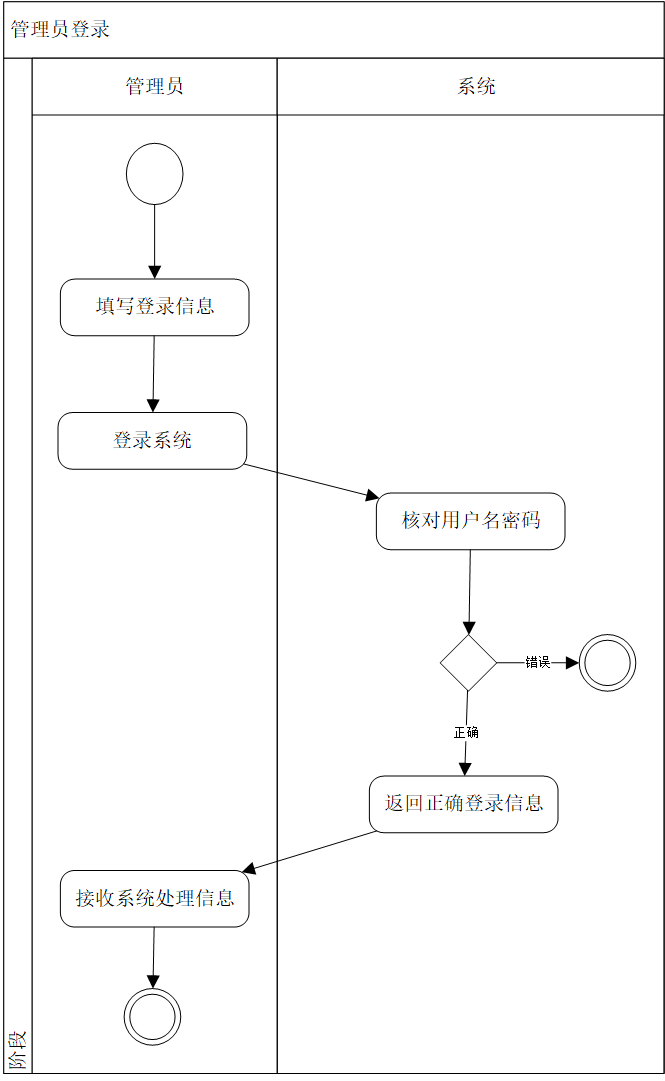 管理员登录
管理员
系统
填写登录信息
登录系统
核对用户名密码
错误
正确
返回正确登录信息
接收系统处理信息
阶段